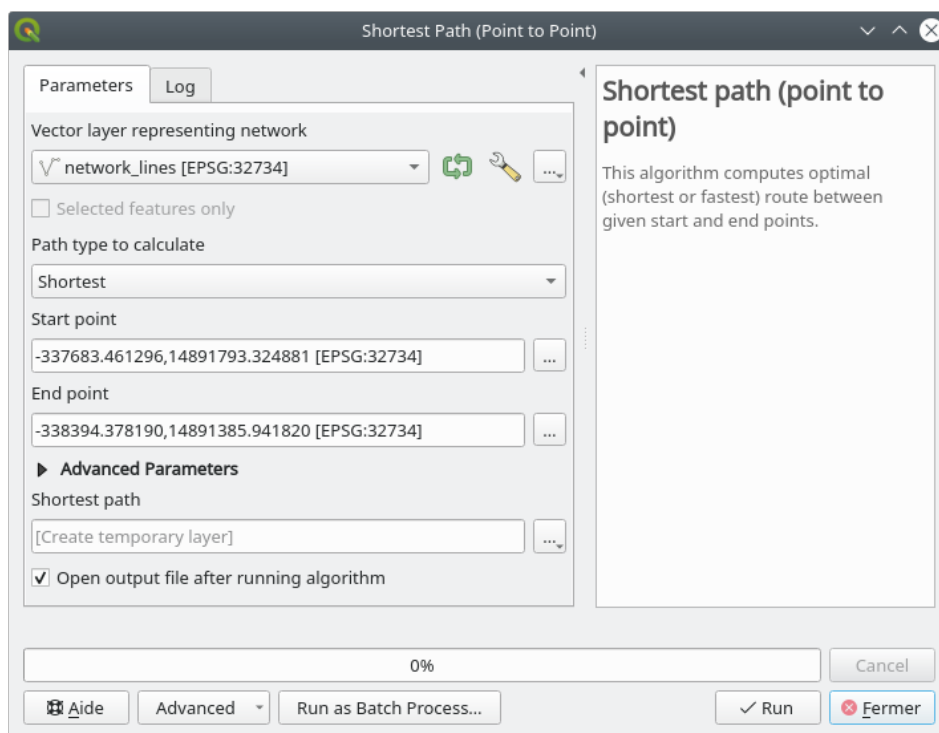 Shortest Path (Point to Point)
Parameters
Log
Vector layer representing network
network_lines [EPSG:32734]
...
Selected features only
Path type to calculate
Shortest
Start point
-337683.461296,14891793.324881 [EPSG:32734]
...
End point
-338394.378190,14891385.941820 [EPSG:32734]
...
Advanced Parameters
Shortest path
[Create temporary layer]
...
Open output file after running algorithm
Shortest path (point to
point)
This algorithm computes optimal
(shortest or fastest) route between
given start and end points.
0%
Cancel
Aide
Advanced
Run as Batch Process...
Run
Fermer